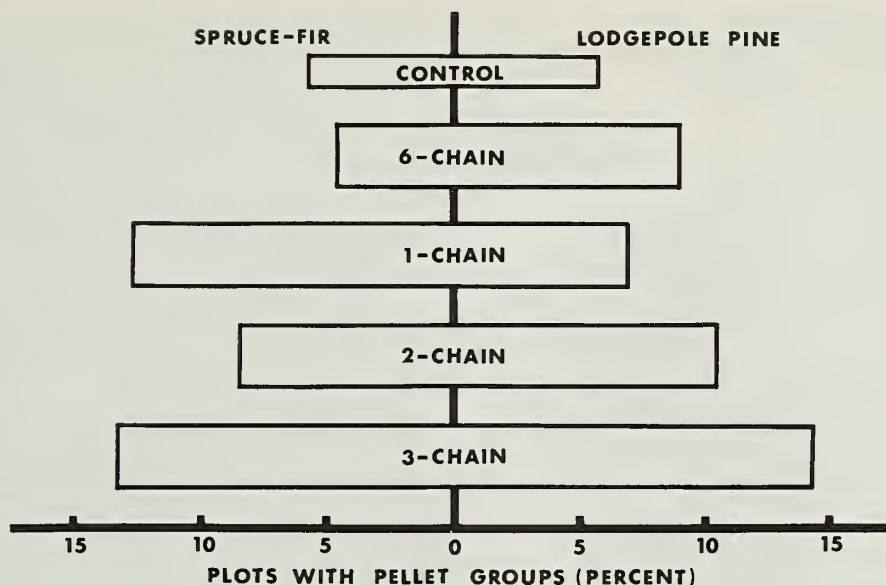 SPRUCE-FIR LODGEPOLE PINE
CONTROL
6-CHAIN
1-CHAIN
2-CHAIN
3-CHAIN
15 10 5 0 5 10 15
PLOTS WITH PELLET GROUPS (PERCENT)